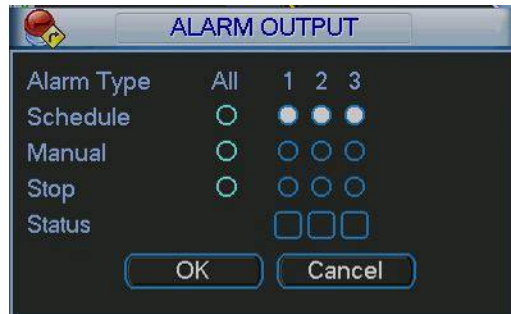 ALARM OUTPUT
Alarm Type All 1 2 3
Schedule
Manual
Stop
Status
OK Cancel